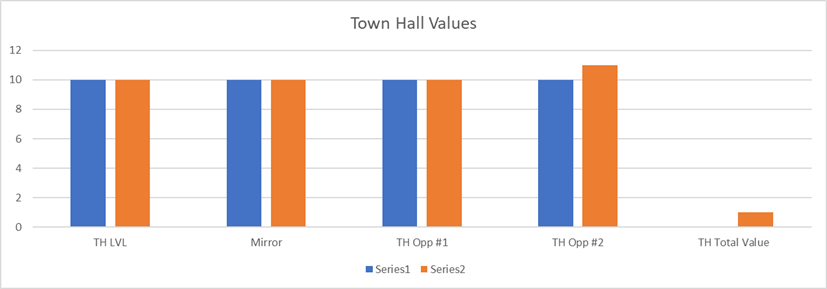 Town Hall Values
12
10
8
6
4
2
0
TH LVL Mirror TH Opp #1 TH Opp #2 TH Total Value
Series1 Series2